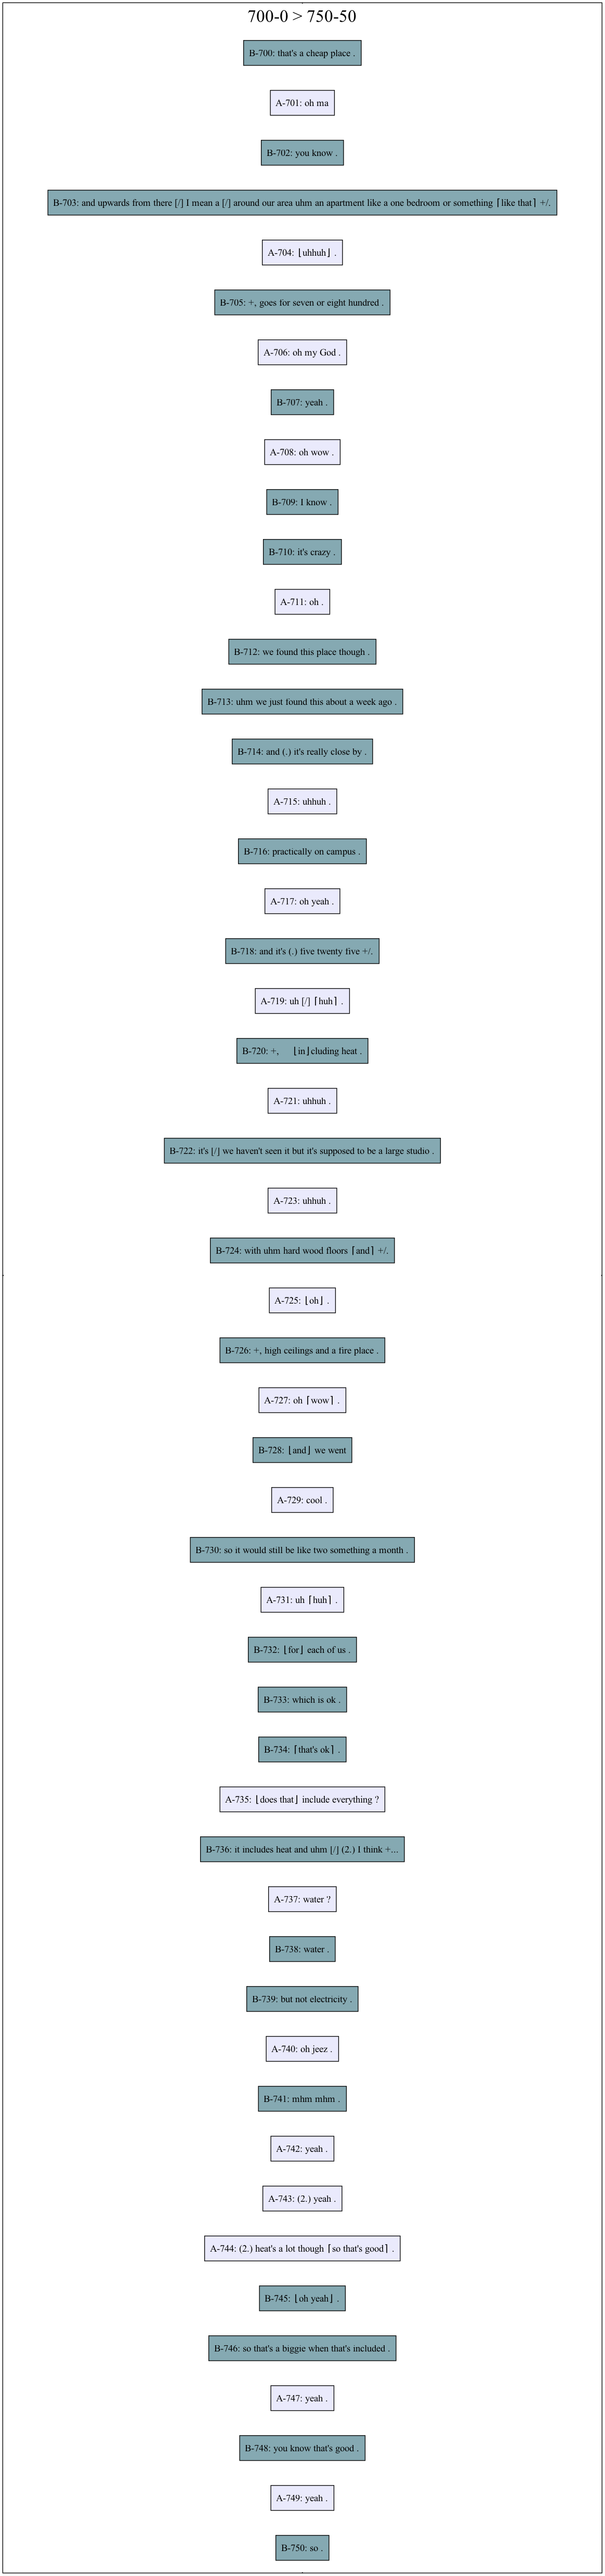 700-0 > 750-50
B-700: that's a cheap place .
A-701: oh ma
B-702: you know .
B-703: and upwards from there [/] I mean a [/] around our area uhm an apartment like a one bedroom or something ⌈like that⌉ +/.
A-704: ⌊uhhuh⌋ .
B-705: +, goes for seven or eight hundred .
A-706: oh my God .
B-707: yeah .
A-708: oh wow .
B-709: I know .
B-710: it's crazy .
A-711: oh .
B-712: we found this place though .
B-713: uhm we just found this about a week ago .
B-714: and (.) it's really close by .
A-715: uhhuh .
B-716: practically on campus .
A-717: oh yeah .
B-718: and it's (.) five twenty five +/.
A-719: uh [/] ⌈huh⌉ .
B-720: +, ⌊in⌋cluding heat .
A-721: uhhuh .
B-722: it's [/] we haven't seen it but it's supposed to be a large studio .
A-723: uhhuh .
B-724: with uhm hard wood floors ⌈and⌉ +/.
A-725: ⌊oh⌋ .
B-726: +, high ceilings and a fire place .
A-727: oh ⌈wow⌉ .
B-728: ⌊and⌋ we went
A-729: cool .
B-730: so it would still be like two something a month .
A-731: uh ⌈huh⌉ .
B-732: ⌊for⌋ each of us .
B-733: which is ok .
B-734: ⌈that's ok⌉ .
A-735: ⌊does that⌋ include everything ?
B-736: it includes heat and uhm [/] (2.) I think +...
A-737: water ?
B-738: water .
B-739: but not electricity .
A-740: oh jeez .
B-741: mhm mhm .
A-742: yeah .
A-743: (2.) yeah .
A-744: (2.) heat's a lot though ⌈so that's good⌉ .
B-745: ⌊oh yeah⌋ .
B-746: so that's a biggie when that's included .
A-747: yeah .
B-748: you know that's good .
A-749: yeah .
B-750: so .